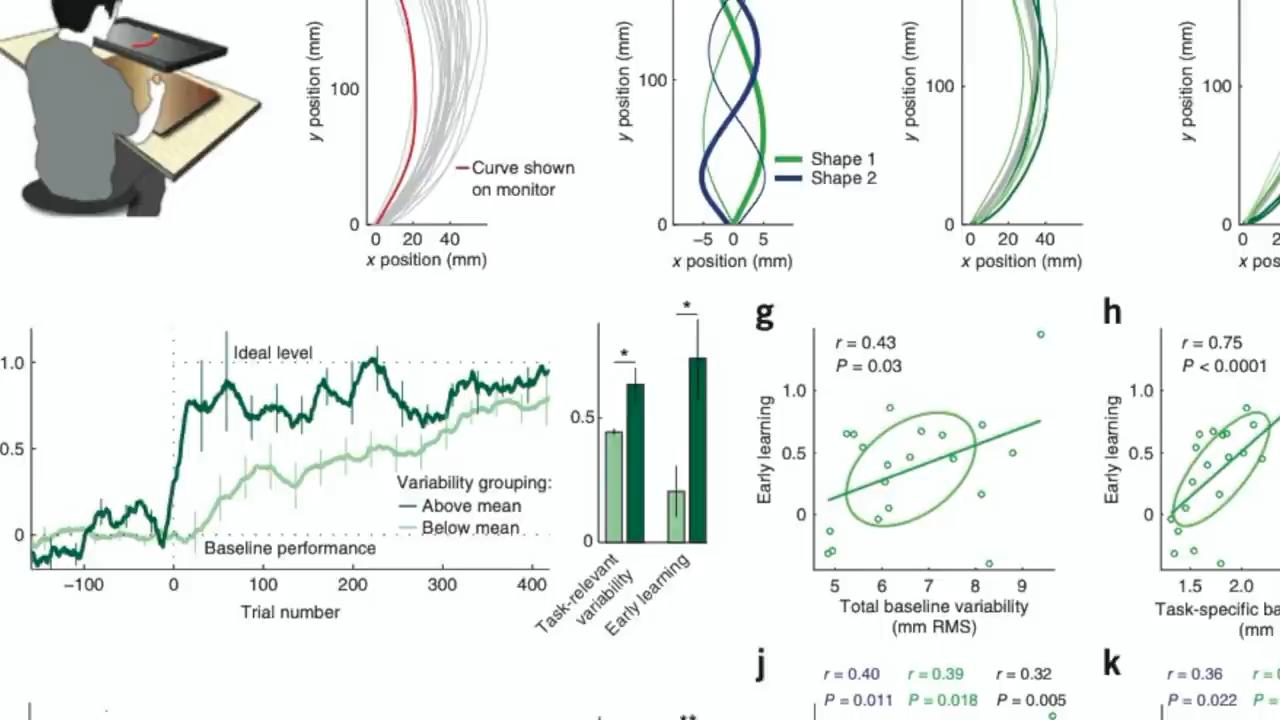 y position (mm)
100
0
0 20 40
x position (mm)
Curve shown
on monitor
y position (mm)
100
0
−5 0 5
x position (mm)
Shape 1
Shape 2
y position (mm)
100
0
0 20 40
x position (mm)
y position (mm)
100
0
0 2
x pos
1.0
0.5
0
Ideal level
Variability grouping:
Above mean
Below mean
Baseline performance
−100 0 100 200 300 400
Trial number
0.5
0
*
*
Task-relevant
variability
Early learning
g
r = 0.43
P = 0.03
Early learning
1.0
0.5
0
5 6 7 8 9
Total baseline variability
(mm RMS)
h
r = 0.75
P < 0.0001
Early learning
1.0
0.5
0
1.5 2.0
Task-specific ba
(mm
j
r = 0.40 r = 0.39 r = 0.32
P = 0.011 P = 0.018 P = 0.005
k
r = 0.36 r = 0
P = 0.022 P =
**